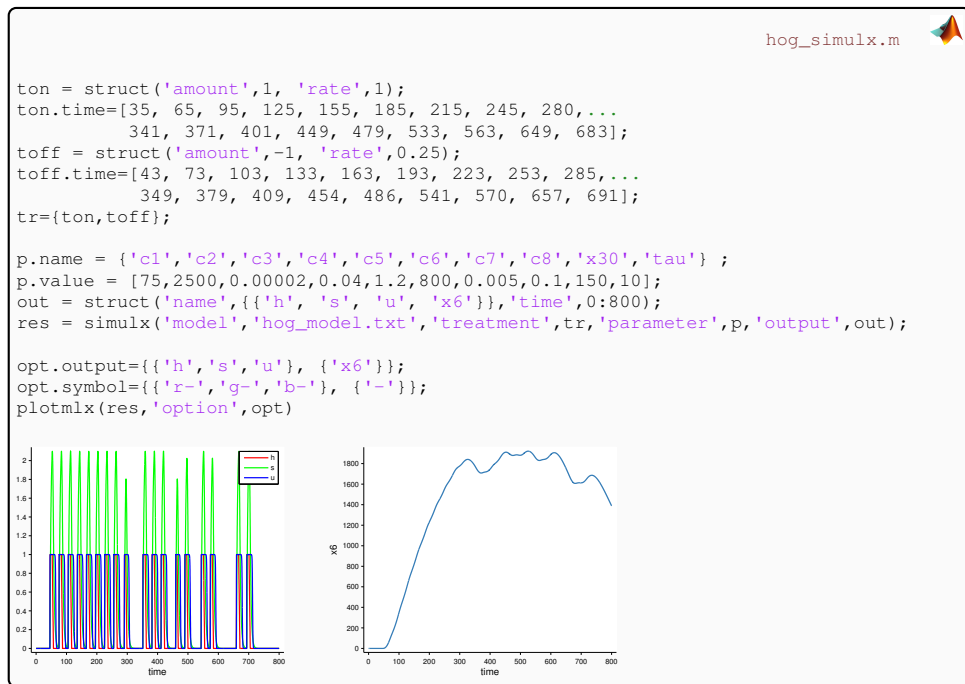 hog_simulx.m
ton = struct('amount',1, 'rate',1);
ton.time=[35, 65, 95, 125, 155, 185, 215, 245, 280,...
341, 371, 401, 449, 479, 533, 563, 649, 683];
toff = struct('amount',-1, 'rate',0.25);
toff.time=[43, 73, 103, 133, 163, 193, 223, 253, 285,...
349, 379, 409, 454, 486, 541, 570, 657, 691];
tr={ton,toff};
p.name = {'c1','c2','c3','c4','c5','c6','c7','c8','x30','tau'} ;
p.value = [75,2500,0.00002,0.04,1.2,800,0.005,0.1,150,10];
out = struct('name',{{'h', 's', 'u', 'x6'}},'time',0:800);
res = simulx('model','hog_model.txt','treatment',tr,'parameter',p,'output',out);
opt.output={{'h','s','u'}, {'x6'}};
opt.symbol={{'r-','g-','b-'}, {'-'}};
plotmlx(res,'option',opt)
2
1.8
1.6
1.4
1.2
1
0.8
0.6
0.4
0.2
0
0 100 200 300 400 500 600 700 800
time
h
s
u
x6
1800
1600
1400
1200
1000
800
600
400
200
0
0 100 200 300 400 500 600 700 800
time